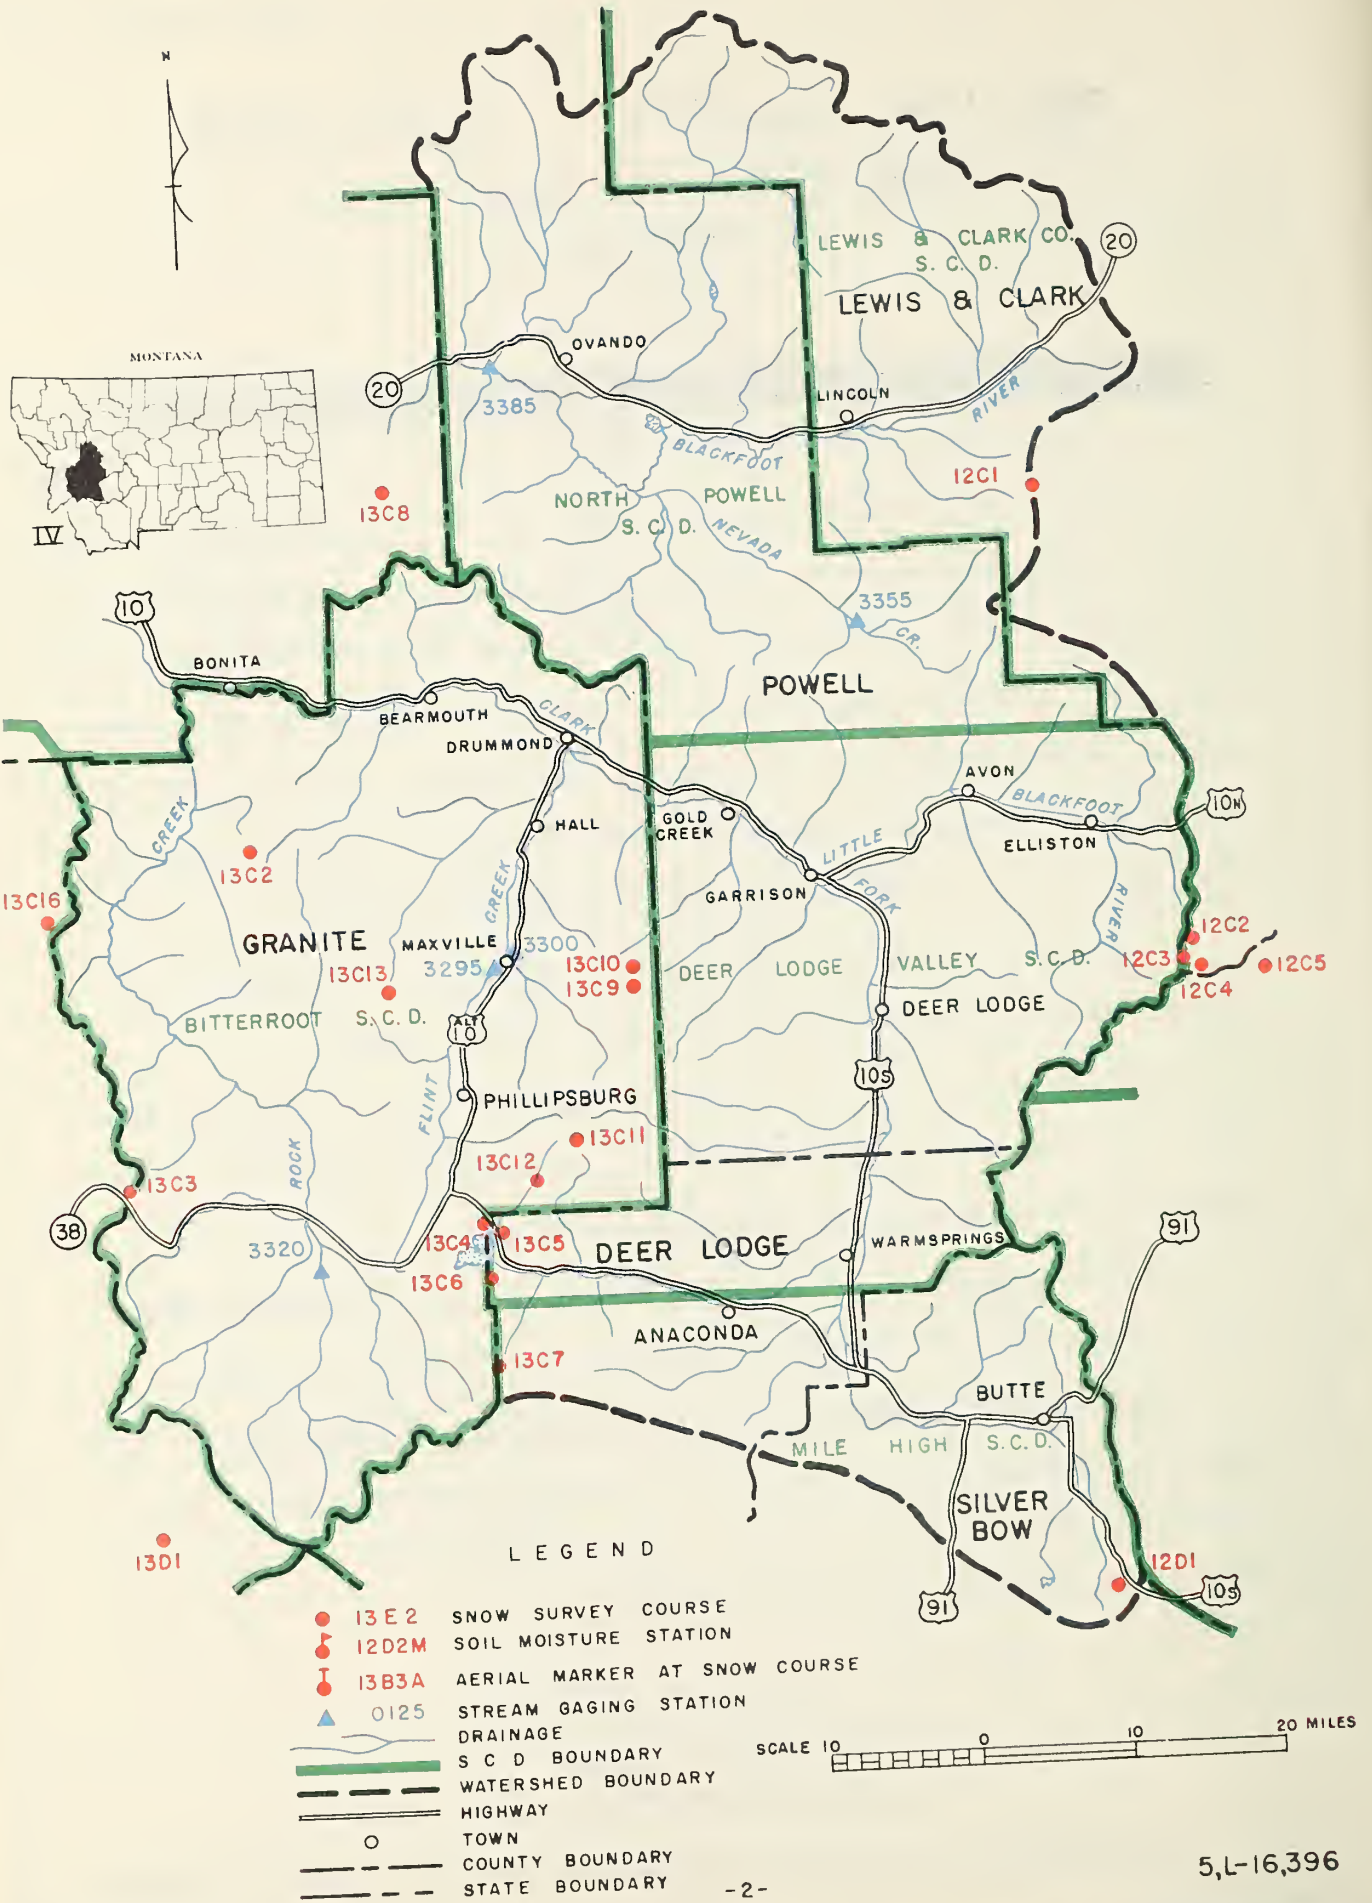 N
MONTANA
IV
LEWIS & CLARK CO.
S. C. D.
LEWIS & CLARK
20
OVANDO
20
3385
LINCOLN
RIVER
BLACKFOOT
12C1
13C8
NORTH POWELL
S. C. D.
NEVADA
3355
CR.
10
BONITA
POWELL
BEARMOUTH
CLARK
DRUMMOND
AVON
BLACKFOOT
10N
CREEK
HALL
GOLD
CREEK
ELLISTON
LITTLE
13C2
GARRISON
FORK
CREEK
RIVER
13C16
GRANITE
MAXVILLE
3300
3295
12C2
13C13
13C10
13C9
DEER LODGE VALLEY S.C.D.
12C3
12C5
12C4
BITTERROOT S.C.D.
ALT
10
DEER LODGE
10S
FLINT
PHILLIPSBURG
ROCK
13C11
13C12
13C3
38
3320
13C4
13C5
DEER LODGE
WARMSPRINGS
91
13C6
ANACONDA
13C7
BUTTE
MILE HIGH S.C.D.
SILVER
BOW
13D1
12D1
91
10S
LEGEND
13E2 SNOW SURVEY COURSE
12D2M SOIL MOISTURE STATION
13B3A AERIAL MARKER AT SNOW COURSE
0125 STREAM GAGING STATION
DRAINAGE
S C D BOUNDARY
WATERSHED BOUNDARY
HIGHWAY
TOWN
COUNTY BOUNDARY
STATE BOUNDARY
SCALE 10 0 10 20 MILES
5,L-16,396
-2-